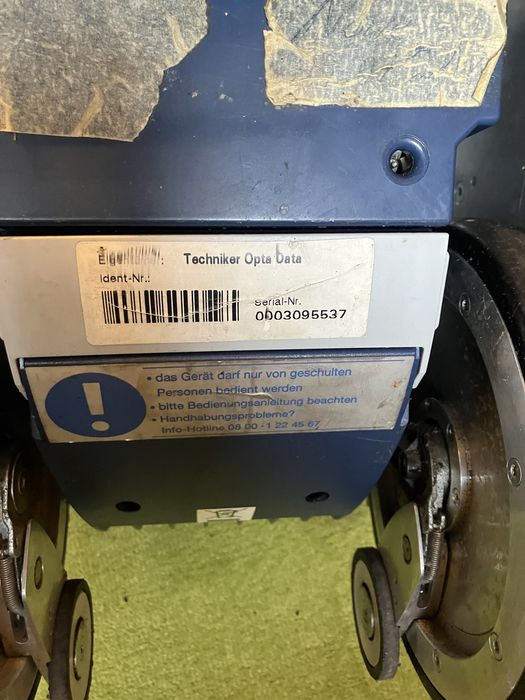 Techniker Opta Data
Ident-Nr.:
Serial-Nr.
0003095537
!
• das Gerät darf nur von geschulten
Personen bedient werden
• bitte Bedienungsanleitung beachten
• Handhabungsprobleme?
Info-Hotline 08 00 - 1 22 45 67